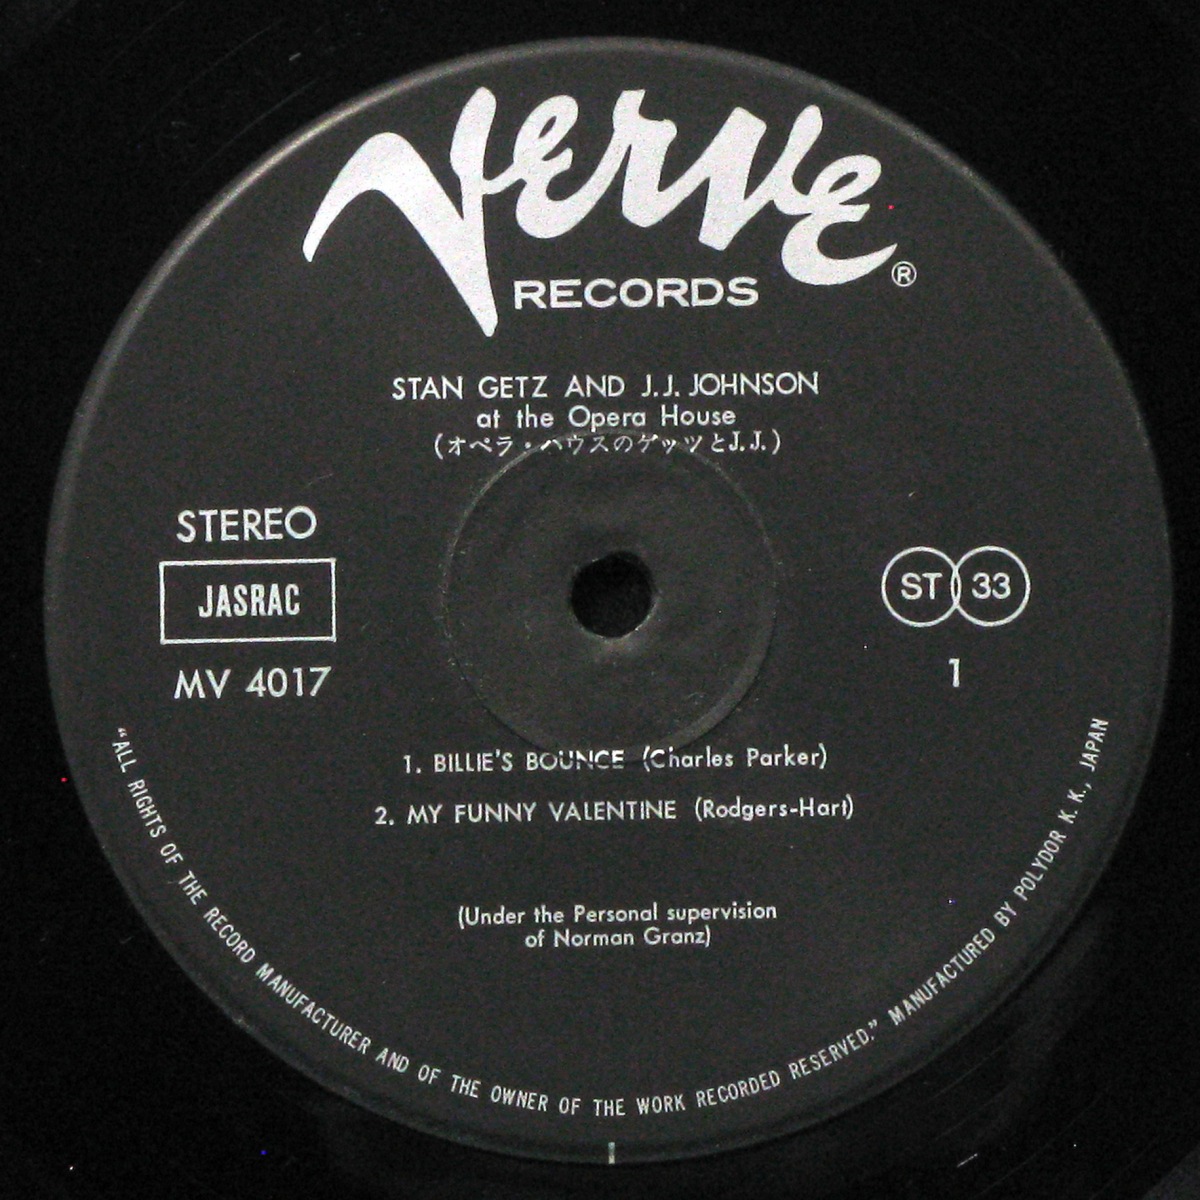 Verve
RECORDS ®
STAN GETZ AND J.J. JOHNSON
at the Opera House
(オペラ・ハウスのゲッツとJ.J.)
STEREO
JASRAC
MV 4017
ST 33
1
1. BILLIE'S BOUNCE (Charles Parker)
2. MY FUNNY VALENTINE (Rodgers-Hart)
(Under the Personal supervision
of Norman Granz)
“ALL RIGHTS OF THE RECORD MANUFACTURER AND OF THE OWNER OF THE WORK RECORDED RESERVED.” MANUFACTURED BY POLYDOR K. K., JAPAN